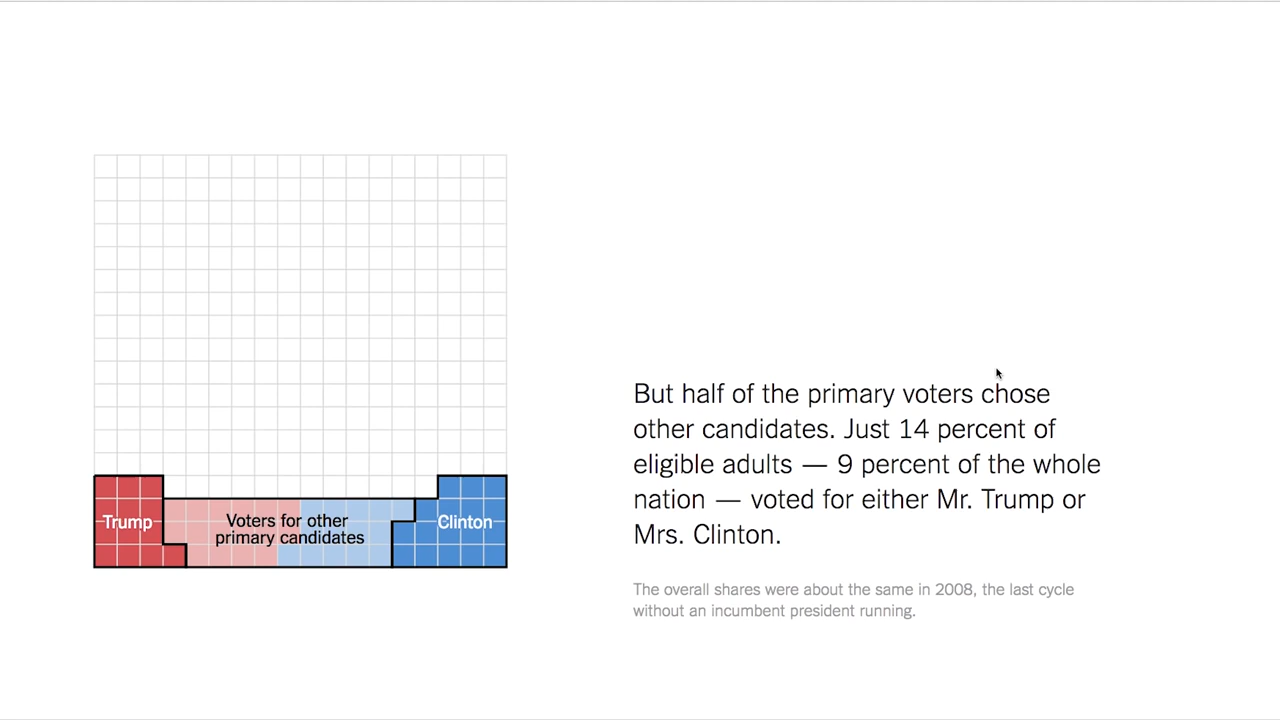 Trump
Voters for other
primary candidates
Clinton
But half of the primary voters chose
other candidates. Just 14 percent of
eligible adults — 9 percent of the whole
nation — voted for either Mr. Trump or
Mrs. Clinton.
The overall shares were about the same in 2008, the last cycle
without an incumbent president running.